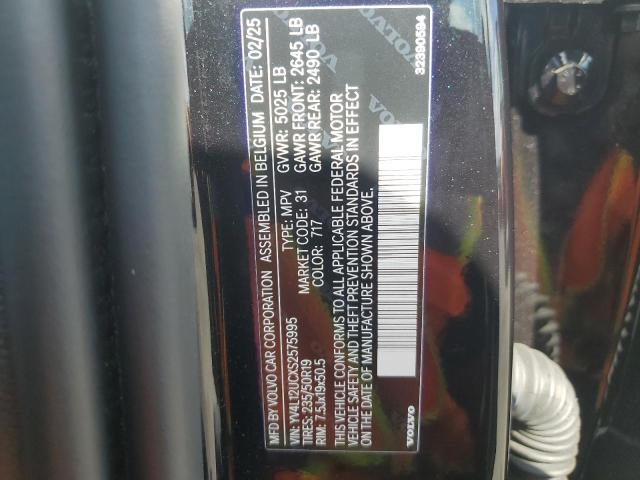 MFD BY: VOLVO CAR CORPORATION ASSEMBLED IN BELGIUM DATE: 02/25
VIN: YV4L12UCXS2575995 TYPE: MPV GVWR: 5025 LB
TIRES: 235/50R19 MARKET CODE: 31 GAWR FRONT: 2645 LB
RIM: 7.5Jx19x50.5 COLOR: 717 GAWR REAR: 2490 LB
THIS VEHICLE CONFORMS TO ALL APPLICABLE FEDERAL MOTOR
VEHICLE SAFETY AND THEFT PREVENTION STANDARDS IN EFFECT
ON DATE OF MANUFACTURE SHOWN ABOVE.
VOLVO 32390594